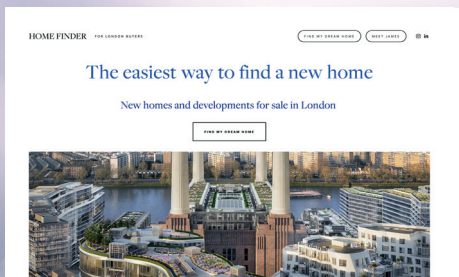 HOME FINDER
FOR LONDON BUYERS
FIND MY DREAM HOME
MEET JAMES
The easiest way to find a new home
New homes and developments for sale in London
FIND MY DREAM HOME